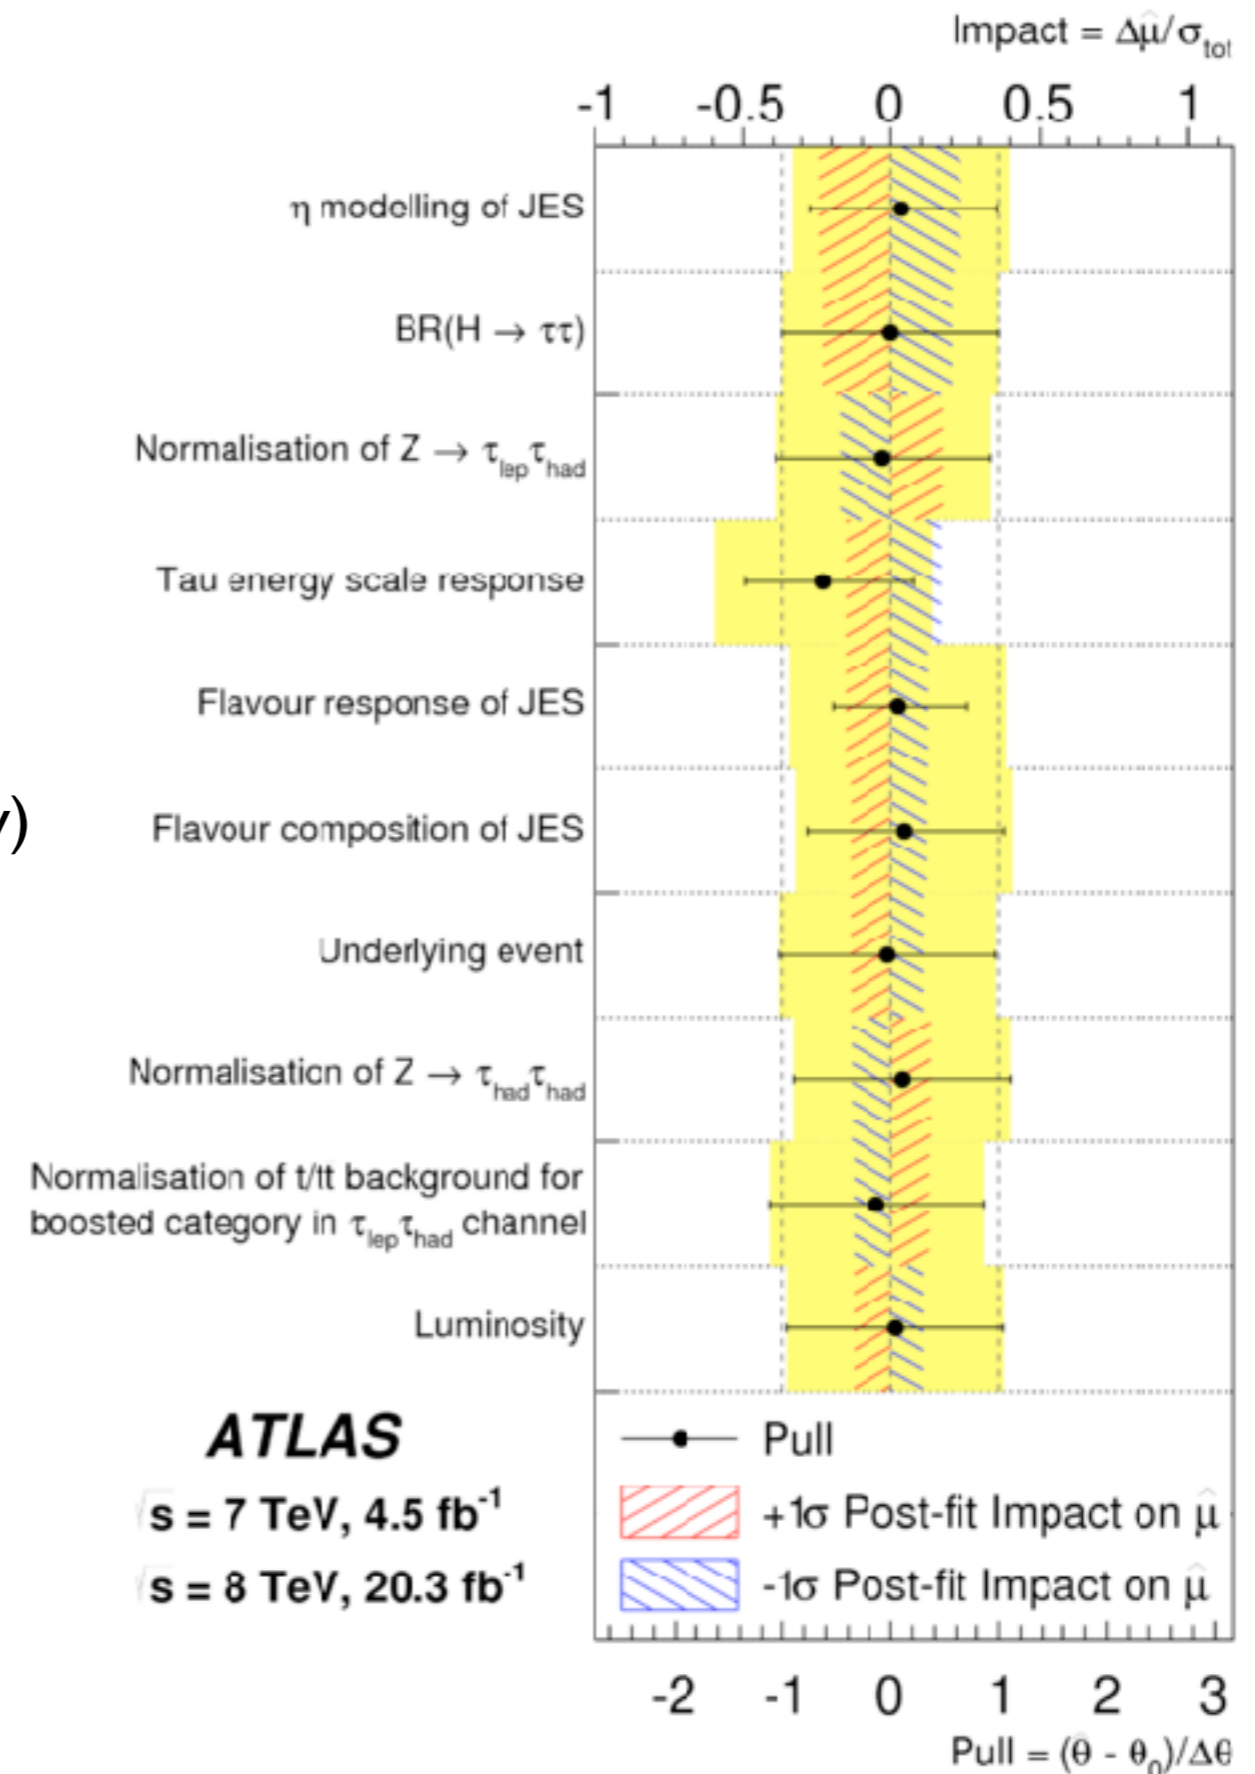 Impact = Δμ̂/σ_tot
-1 -0.5 0 0.5 1
η modelling of JES
BR(H → ττ)
Normalisation of Z → τ_lep τ_had
Tau energy scale response
Flavour response of JES
y)
Flavour composition of JES
Underlying event
Normalisation of Z → τ_had τ_had
Normalisation of t/tt background for
boosted category in τ_lep τ_had channel
Luminosity
ATLAS
√s = 7 TeV, 4.5 fb⁻¹
√s = 8 TeV, 20.3 fb⁻¹
Pull
+1σ Post-fit Impact on μ̂
-1σ Post-fit Impact on μ̂
-2 -1 0 1 2 3
Pull = (θ̂ - θ₀)/Δθ